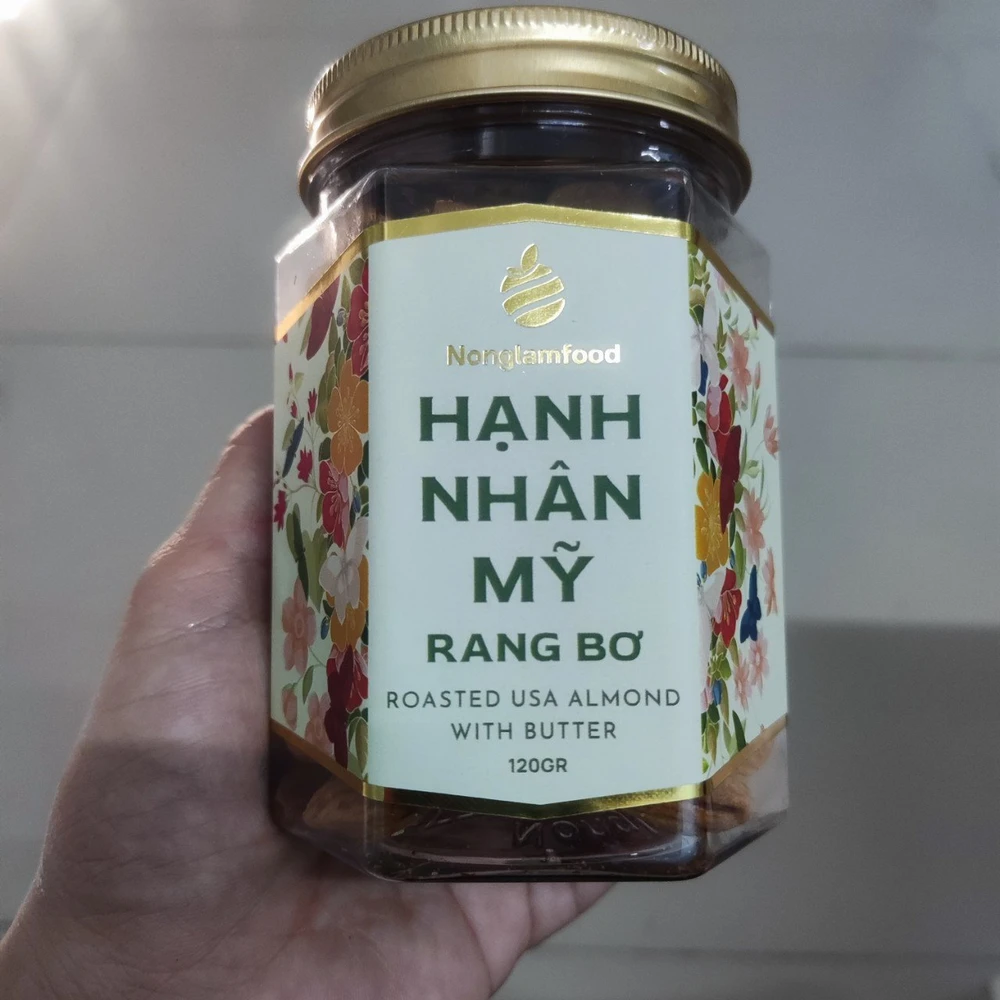 Nonglamfood
HẠNH
NHÂN
MỸ
RANG BƠ
ROASTED USA ALMOND
WITH BUTTER
120GR